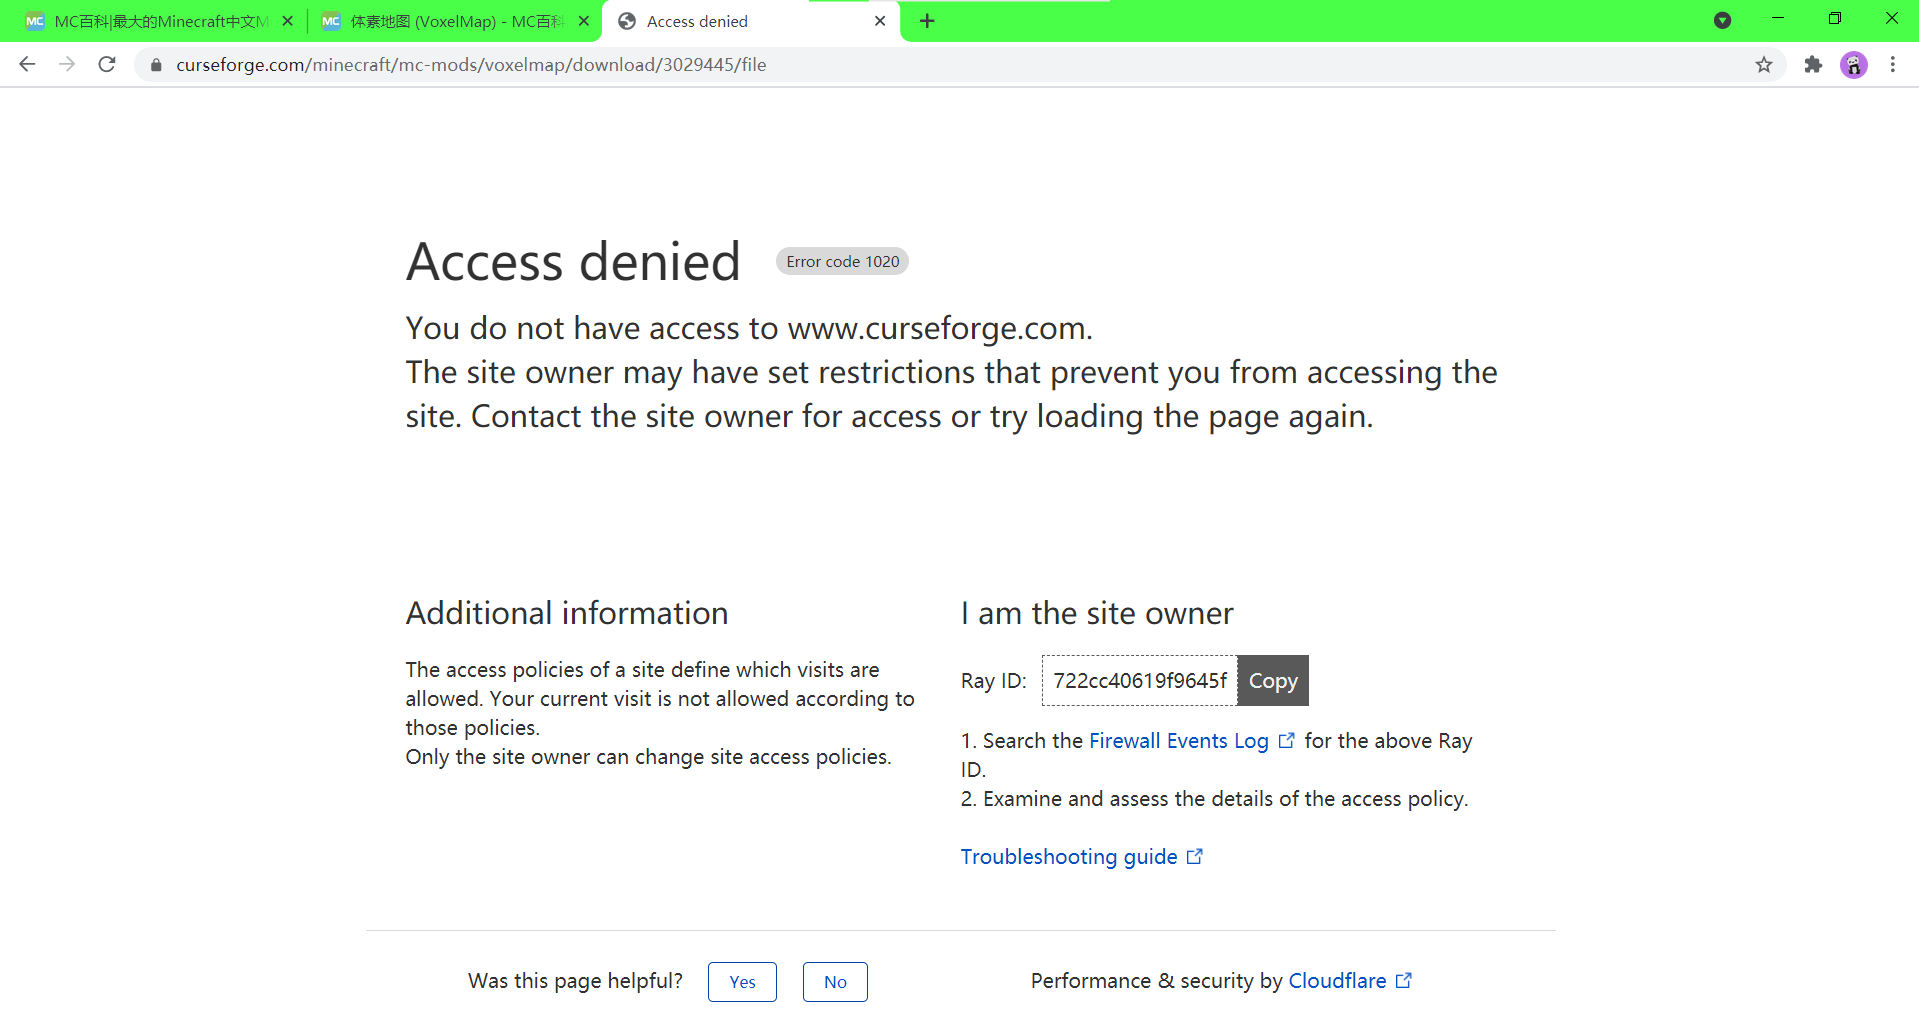 MC百科|最大的Minecraft中文M
体素地图 (VoxelMap) - MC百科
Access denied
curseforge.com/minecraft/mc-mods/voxelmap/download/3029445/file
Access denied
Error code 1020
You do not have access to www.curseforge.com.
The site owner may have set restrictions that prevent you from accessing the
site. Contact the site owner for access or try loading the page again.
Additional information
The access policies of a site define which visits are
allowed. Your current visit is not allowed according to
those policies.
Only the site owner can change site access policies.
I am the site owner
Ray ID: 722cc40619f9645f Copy
1. Search the Firewall Events Log for the above Ray
ID.
2. Examine and assess the details of the access policy.
Troubleshooting guide
Was this page helpful? Yes No
Performance & security by Cloudflare